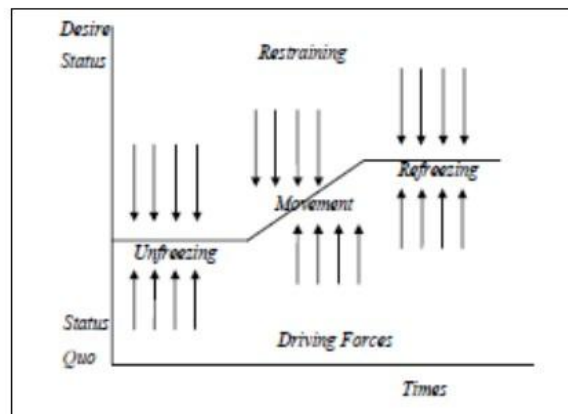 Desire
Status
Restraining
Refreezing
Movement
Unfreezing
Status
Quo
Driving Forces
Times